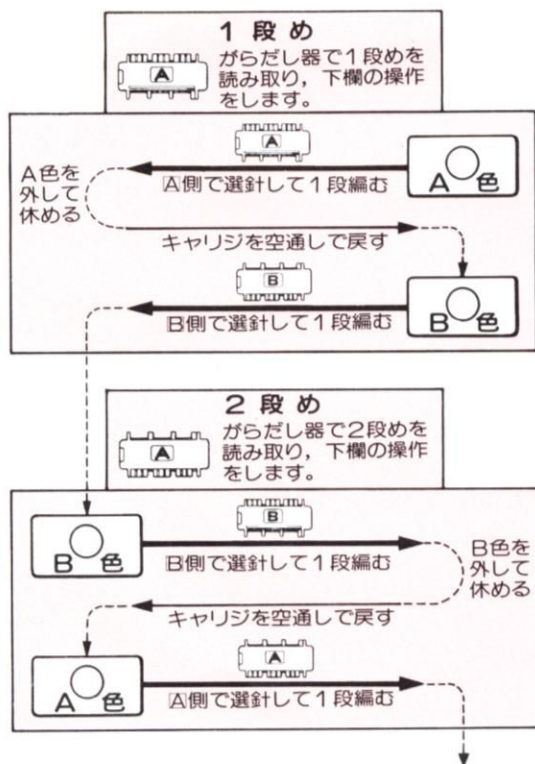 1段め
A
がらだし器で1段めを
読み取り,下欄の操作
をします。
A
A色を
外して
休める
A側で選針して1段編む
A 色
キャリジを空通しで戻す
B
B側で選針して1段編む
B 色
2段め
A
がらだし器で2段めを
読み取り,下欄の操作
をします。
B
B 色
B側で選針して1段編む
B色を
外して
休める
キャリジを空通しで戻す
A
A 色
A側で選針して1段編む